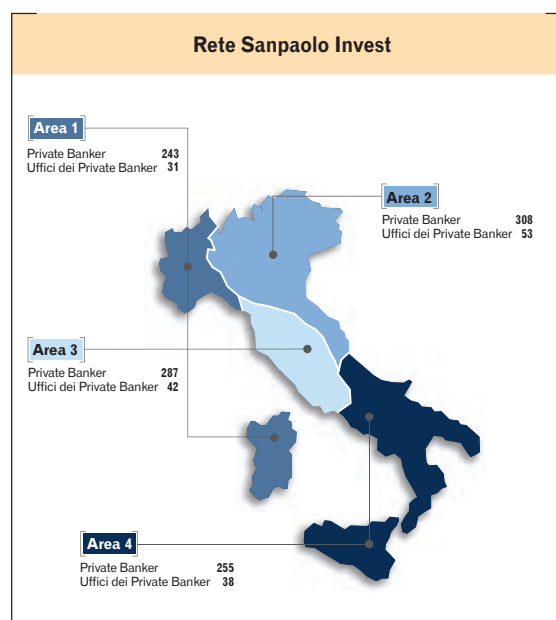 Rete Sanpaolo Invest
Area 1
Private Banker 243
Uffici dei Private Banker 31
Area 2
Private Banker 308
Uffici dei Private Banker 53
Area 3
Private Banker 287
Uffici dei Private Banker 42
Area 4
Private Banker 255
Uffici dei Private Banker 38